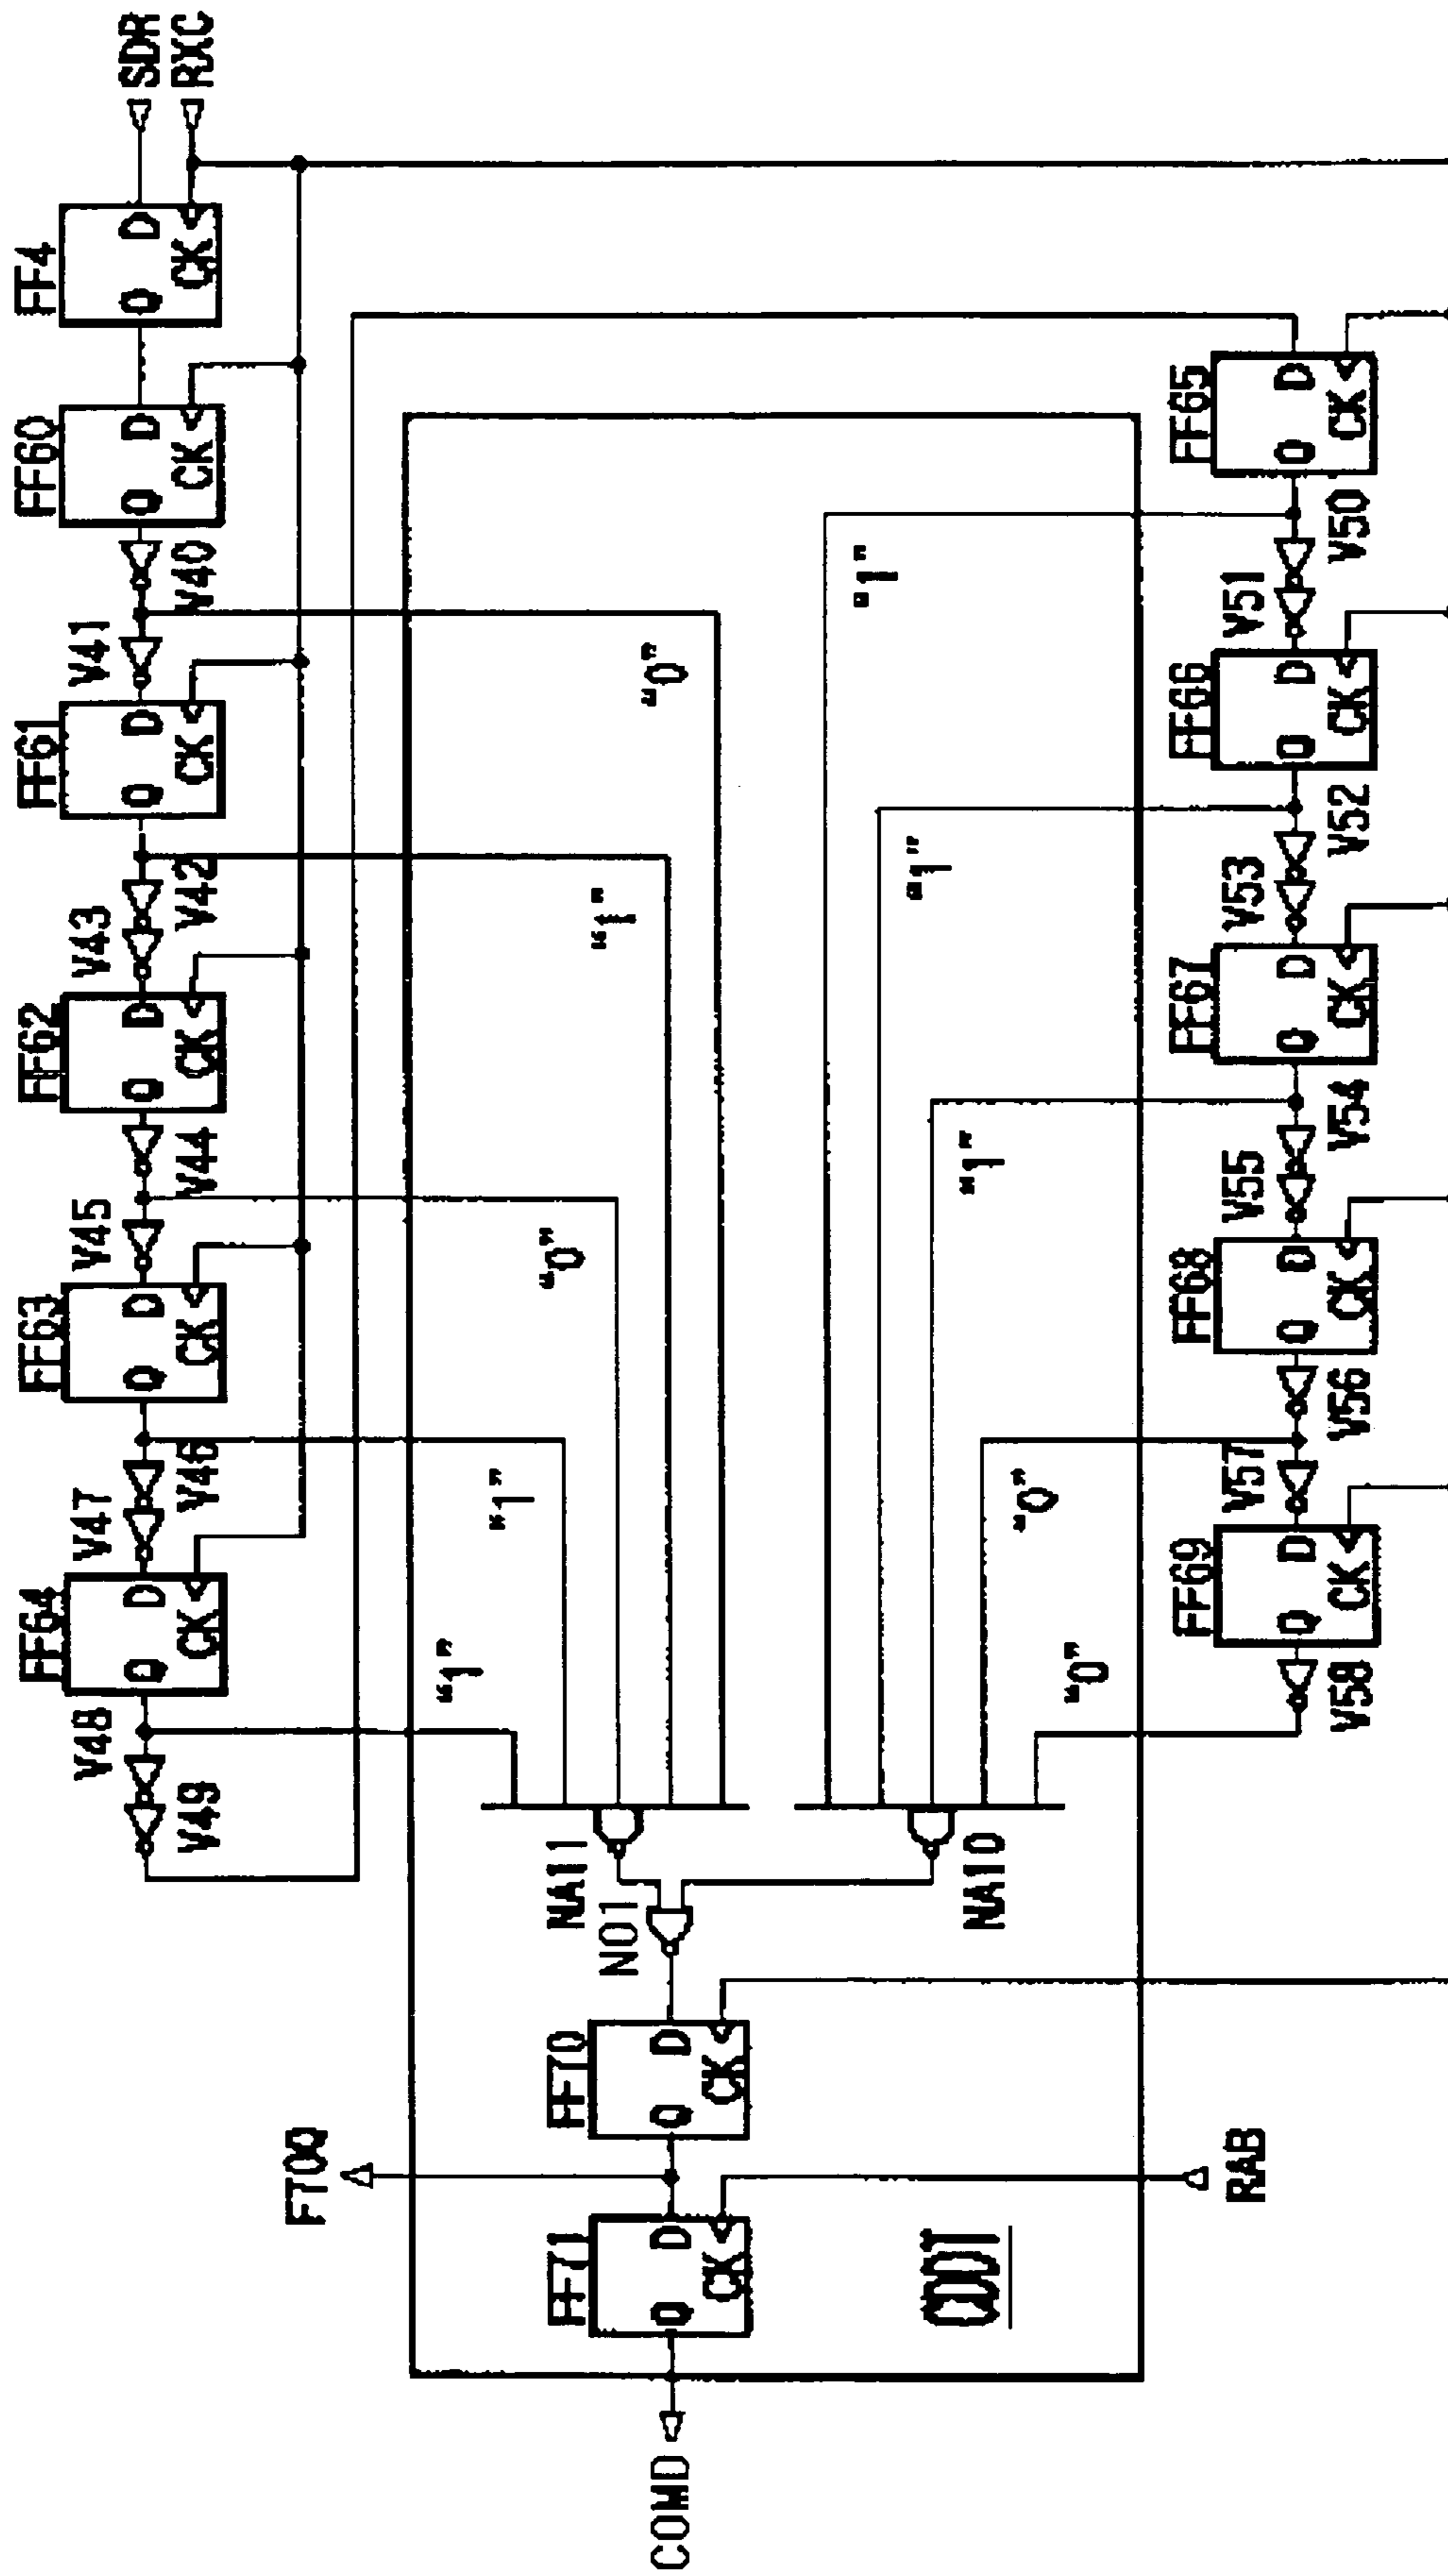 FF64 FF63 FF62 FF61 FF60 FF4
V48 V47 V45 V43 V41
Q D Q D Q D Q D Q D Q D SDR
V49 CK V46 CK V44 CK V42 CK V40 CK CK RXC
F70Q
"1" "1" "0" "1" "0"
FF71 FF70 NA11
NO1
COMD Q D Q D
CK CK
"1"
"1"
NA10 "1"
"0"
"0"
FF69 FF68 FF67 FF66 FF65
RAB V57 V55 V53 V51
Q D Q D Q D Q D Q D
V58 CK V56 CK V54 CK V52 CK V50 CK